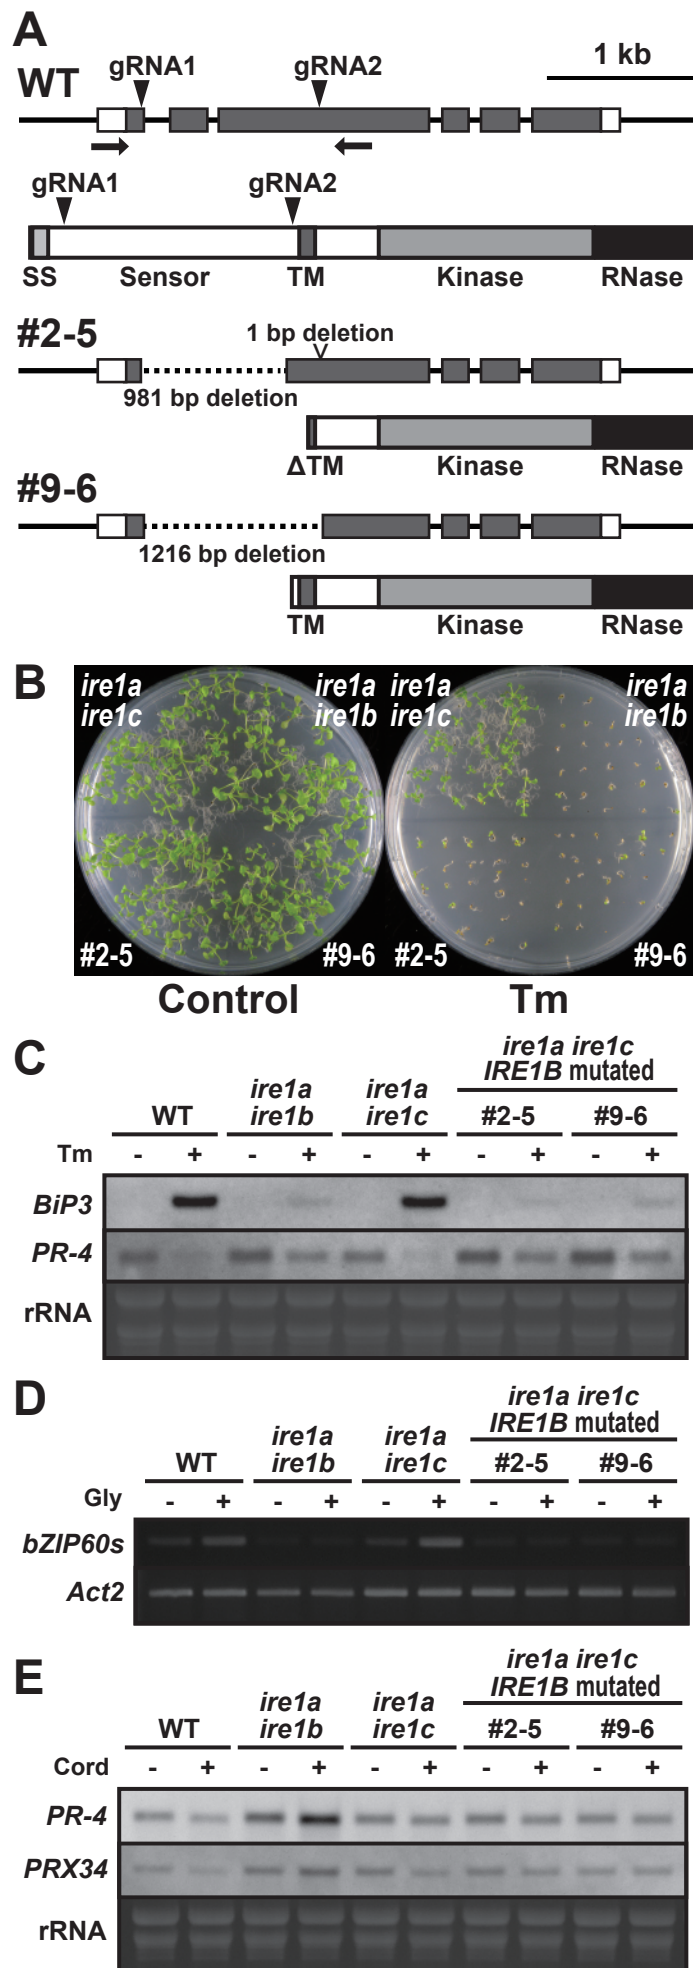 A
WT
gRNA1 gRNA2 1 kb
gRNA1 gRNA2
SS Sensor TM Kinase RNase
#2-5
1 bp deletion
981 bp deletion
ΔTM Kinase RNase
#9-6
1216 bp deletion
TM Kinase RNase
B
ire1a ire1a ire1a ire1a
ire1c ire1b ire1c ire1b
#2-5 #9-6 #2-5 #9-6
Control Tm
C
ire1a ire1c
IRE1B mutated
ire1a ire1a
ire1b ire1c
WT #2-5 #9-6
Tm - + - + - + - + - +
BiP3
PR-4
rRNA
D
ire1a ire1c
IRE1B mutated
ire1a ire1a
ire1b ire1c
WT #2-5 #9-6
Gly - + - + - + - + - +
bZIP60s
Act2
E
ire1a ire1c
IRE1B mutated
ire1a ire1a
ire1b ire1c
WT #2-5 #9-6
Cord - + - + - + - + - +
PR-4
PRX34
rRNA